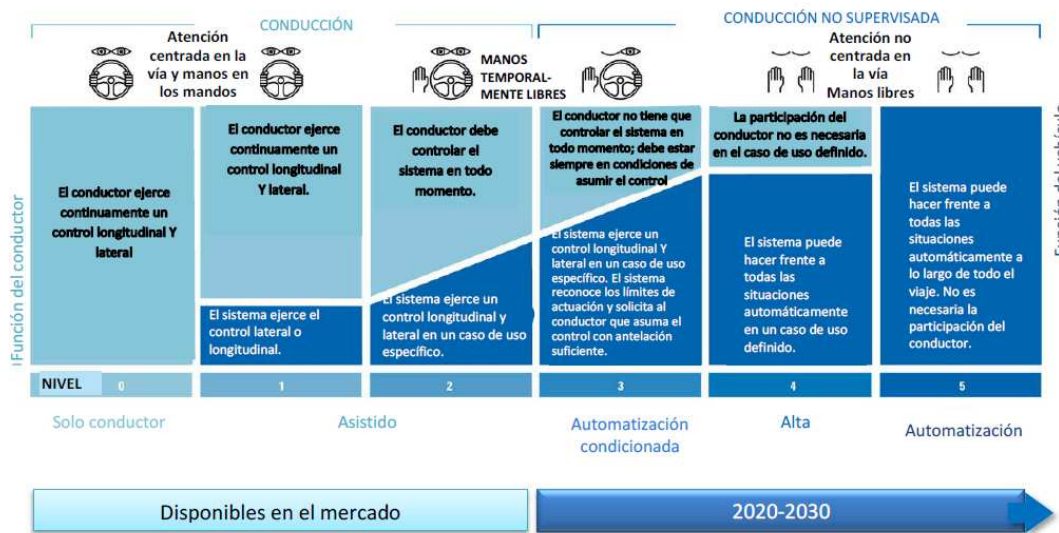 CONDUCCIÓN
CONDUCCIÓN NO SUPERVISADA
Atención
centrada en la
vía y manos en
los mandos
MANOS
TEMPORAL-
MENTE LIBRES
Atención no
centrada en
la vía
Manos libres
Función del conductor
El conductor ejerce
continuamente un
control longitudinal Y
lateral
El conductor ejerce
continuamente un
control longitudinal
Y lateral.
El sistema ejerce el
control lateral o
longitudinal.
El conductor debe
controlar el
sistema en todo
momento.
El sistema ejerce un
control longitudinal y
lateral en un caso de uso
específico.
El conductor no tiene que
controlar el sistema en
todo momento; debe estar
siempre en condiciones de
asumir el control
El sistema ejerce un
control longitudinal Y
lateral en un caso de uso
específico. El sistema
reconoce los límites de
actuación y solicita al
conductor que asuma el
control con antelación
suficiente.
La participación del
conductor no es necesaria
en el caso de uso definido.
El sistema puede
hacer frente a
todas las
situaciones
automáticamente
en un caso de uso
definido.
El sistema puede
hacer frente a
todas las
situaciones
automáticamente a
lo largo de todo el
viaje. No es
necesaria la
participación del
conductor.
Función del vehículo
NIVEL 0 1 2 3 4 5
Solo conductor
Asistido
Automatización
condicionada
Alta
Automatización
Disponibles en el mercado
2020-2030